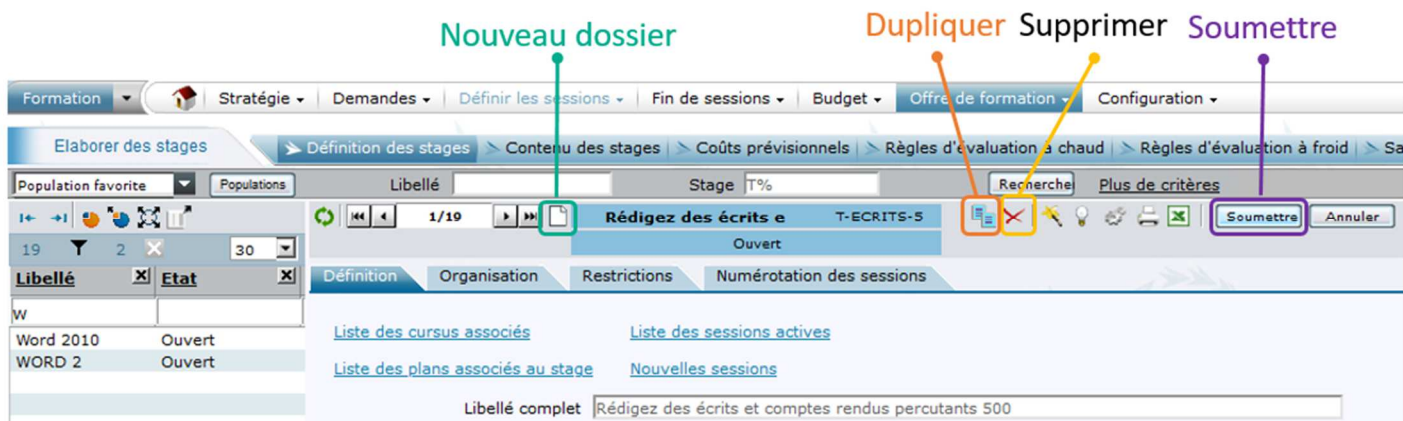 Nouveau dossier Dupliquer Supprimer Soumettre
Formation Stratégie Demandes Définir les sessions Fin de sessions Budget Offre de formation Configuration
Elaborer des stages Définition des stages Contenu des stages Coûts prévisionnels Règles d'évaluation à chaud Règles d'évaluation à froid Sa
Population favorite Populations Libellé Stage T% Recherche Plus de critères
1/19 Rédigez des écrits e T-ECRITS-5 Soumettre Annuler
19 2 30 Ouvert
Libellé Etat Définition Organisation Restrictions Numérotation des sessions
W
Liste des cursus associés Liste des sessions actives
Word 2010 Ouvert
WORD 2 Ouvert
Liste des plans associés au stage Nouvelles sessions
Libellé complet Rédigez des écrits et comptes rendus percutants 500